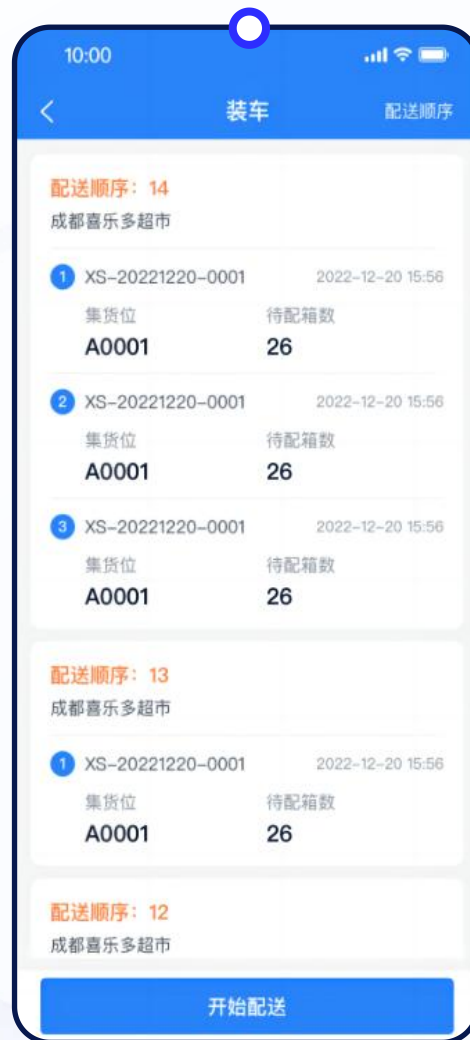 10:00
装车 配送顺序
配送顺序：14
成都喜乐多超市
1 XS-20221220-0001 2022-12-20 15:56
集货位 待配箱数
A0001 26
2 XS-20221220-0001 2022-12-20 15:56
集货位 待配箱数
A0001 26
3 XS-20221220-0001 2022-12-20 15:56
集货位 待配箱数
A0001 26
配送顺序：13
成都喜乐多超市
1 XS-20221220-0001 2022-12-20 15:56
集货位 待配箱数
A0001 26
配送顺序：12
成都喜乐多超市
开始配送